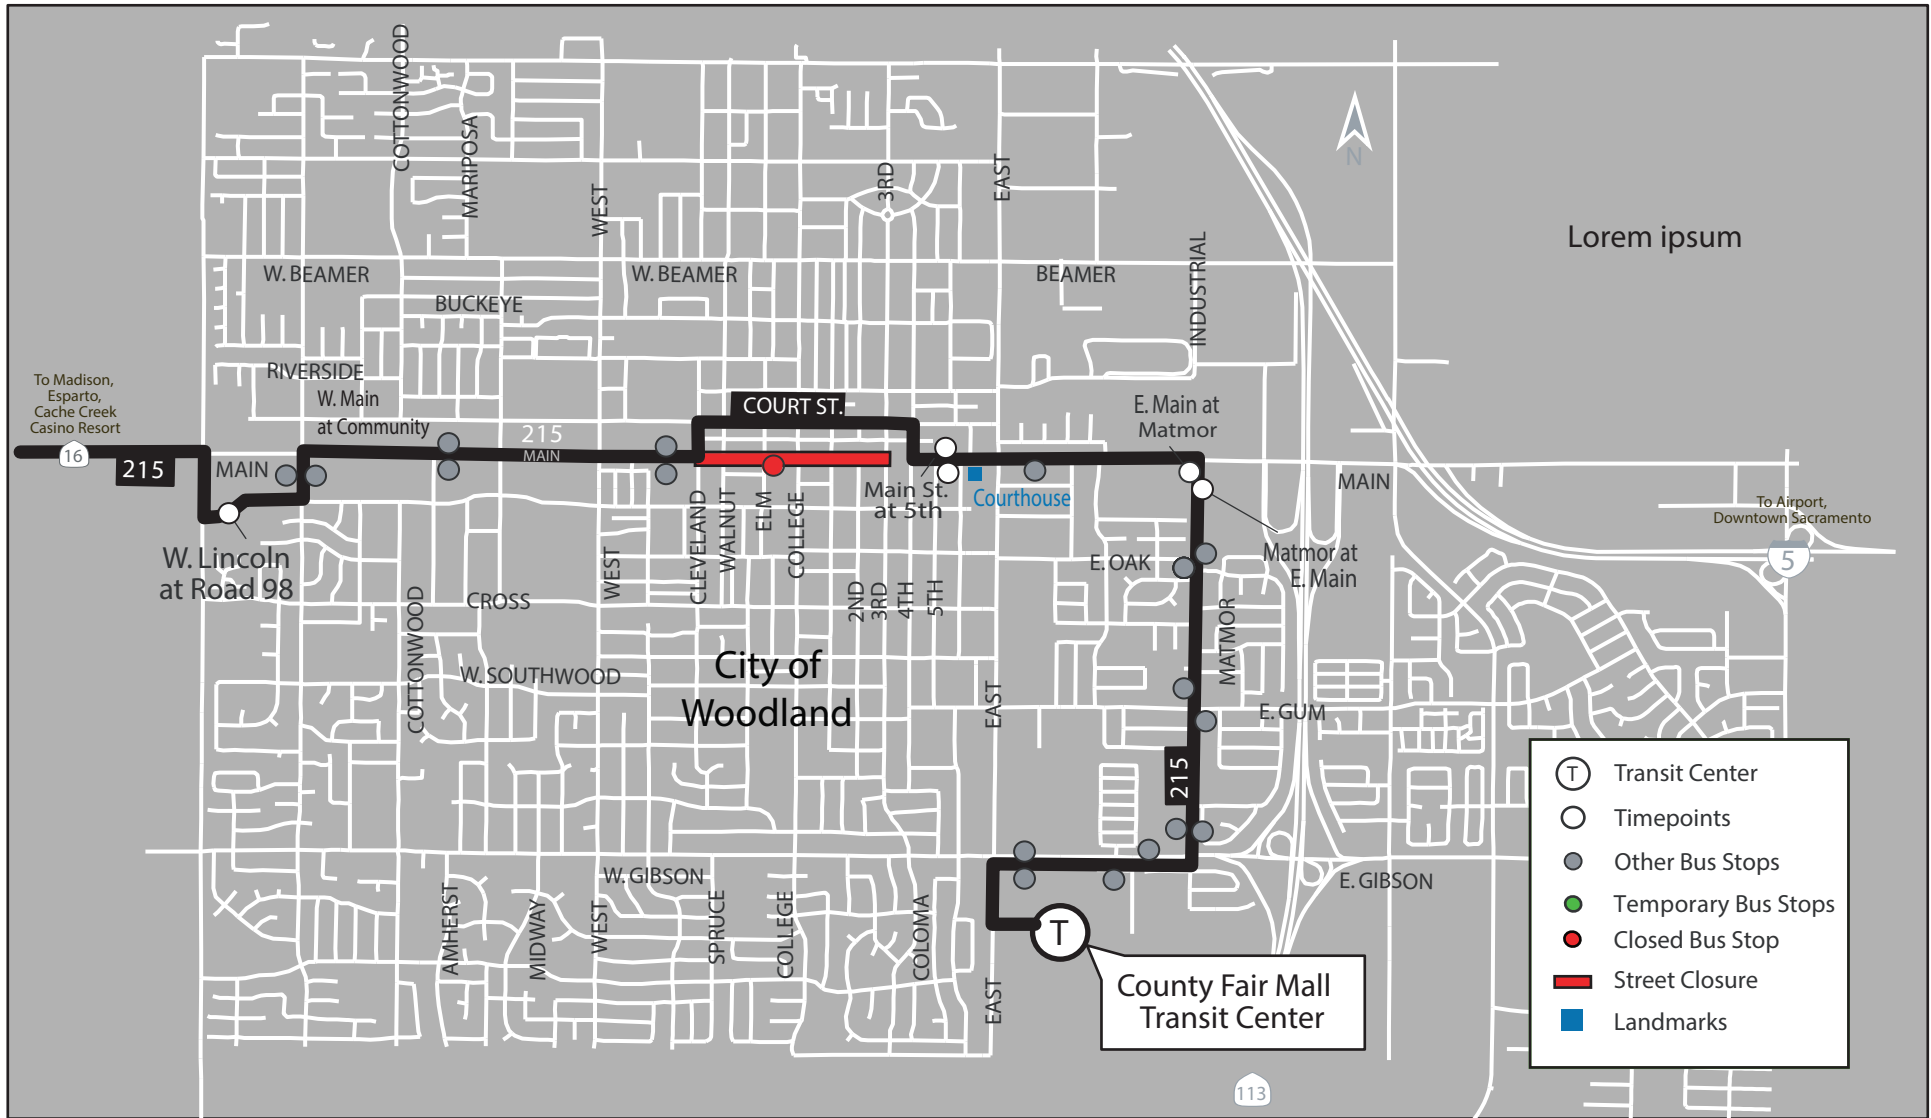 COTTONWOOD
MARIPOSA
WEST
3RD
EAST
N
Lorem ipsum
INDUSTRIAL
W. BEAMER
W. BEAMER
BEAMER
BUCKEYE
RIVERSIDE
To Madison,
Esparto,
Cache Creek
Casino Resort
16
215
MAIN
W. Main
at Community
215
MAIN
COURT ST.
E. Main at
Matmor
MAIN
Main St.
at 5th
Courthouse
To Airport,
Downtown Sacramento
5
W. Lincoln
at Road 98
CLEVELAND
WALNUT
ELM
COLLEGE
WEST
E. OAK
Matmor at
E. Main
2ND
3RD
4TH
5TH
CROSS
COTTONWOOD
W. SOUTHWOOD
City of
Woodland
MATMOR
EAST
E. GUM
215
W. GIBSON
E. GIBSON
AMHERST
MIDWAY
WEST
SPRUCE
COLLEGE
COLOMA
EAST
T
County Fair Mall
Transit Center
113
T
Transit Center
Timepoints
Other Bus Stops
Temporary Bus Stops
Closed Bus Stop
Street Closure
Landmarks